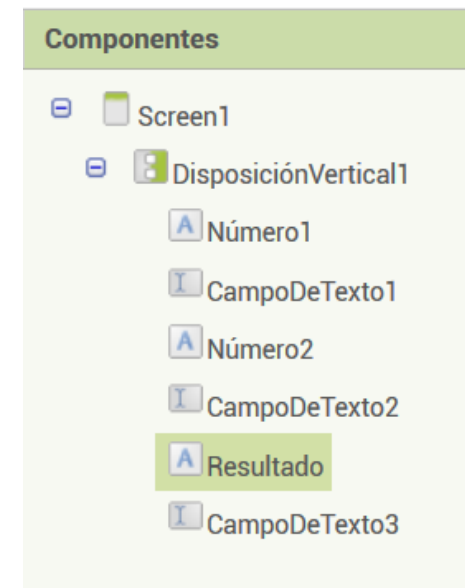 Componentes
Screen1
DisposiciónVertical1
Número1
CampoDeTexto1
Número2
CampoDeTexto2
Resultado
CampoDeTexto3